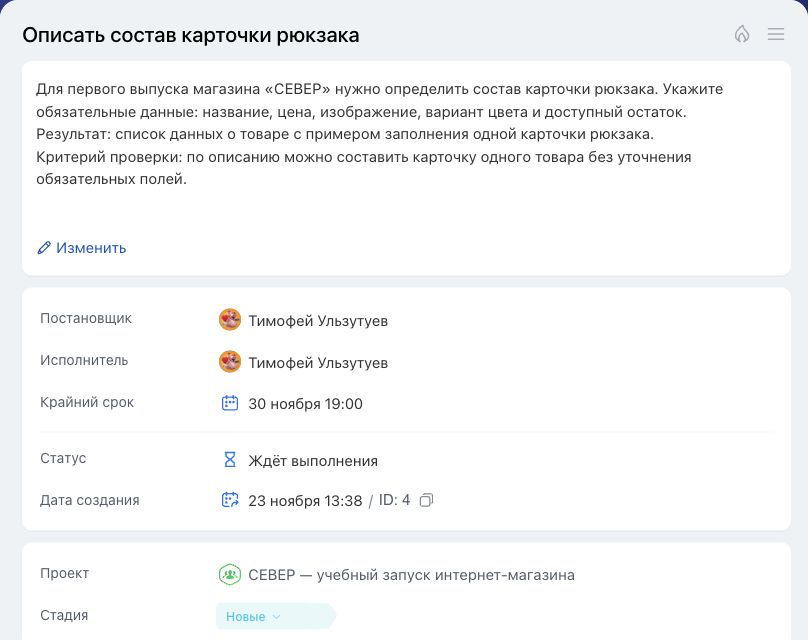 Описать состав карточки рюкзака
Для первого выпуска магазина «СЕВЕР» нужно определить состав карточки рюкзака. Укажите
обязательные данные: название, цена, изображение, вариант цвета и доступный остаток.
Результат: список данных о товаре с примером заполнения одной карточки рюкзака.
Критерий проверки: по описанию можно составить карточку одного товара без уточнения
обязательных полей.
Изменить
Постановщик Тимофей Ульзутуев
Исполнитель Тимофей Ульзутуев
Крайний срок 30 ноября 19:00
Статус Ждёт выполнения
Дата создания 23 ноября 13:38 / ID: 4
Проект СЕВЕР — учебный запуск интернет-магазина
Стадия Новые